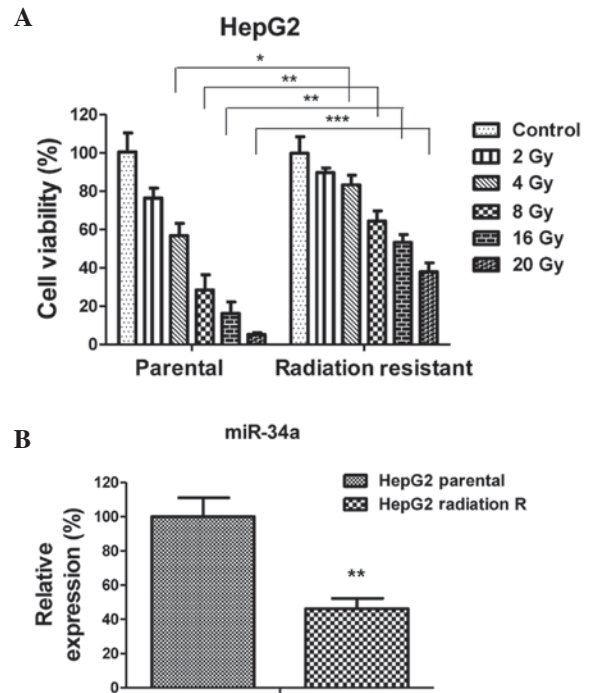 A
HepG2
*
**
**
***
120
100
80
60
40
20
0
Cell viability (%)
Parental
Radiation resistant
Control
2 Gy
4 Gy
8 Gy
16 Gy
20 Gy
B
miR-34a
120
100
80
60
40
20
0
Relative
expression (%)
**
HepG2 parental
HepG2 radiation R